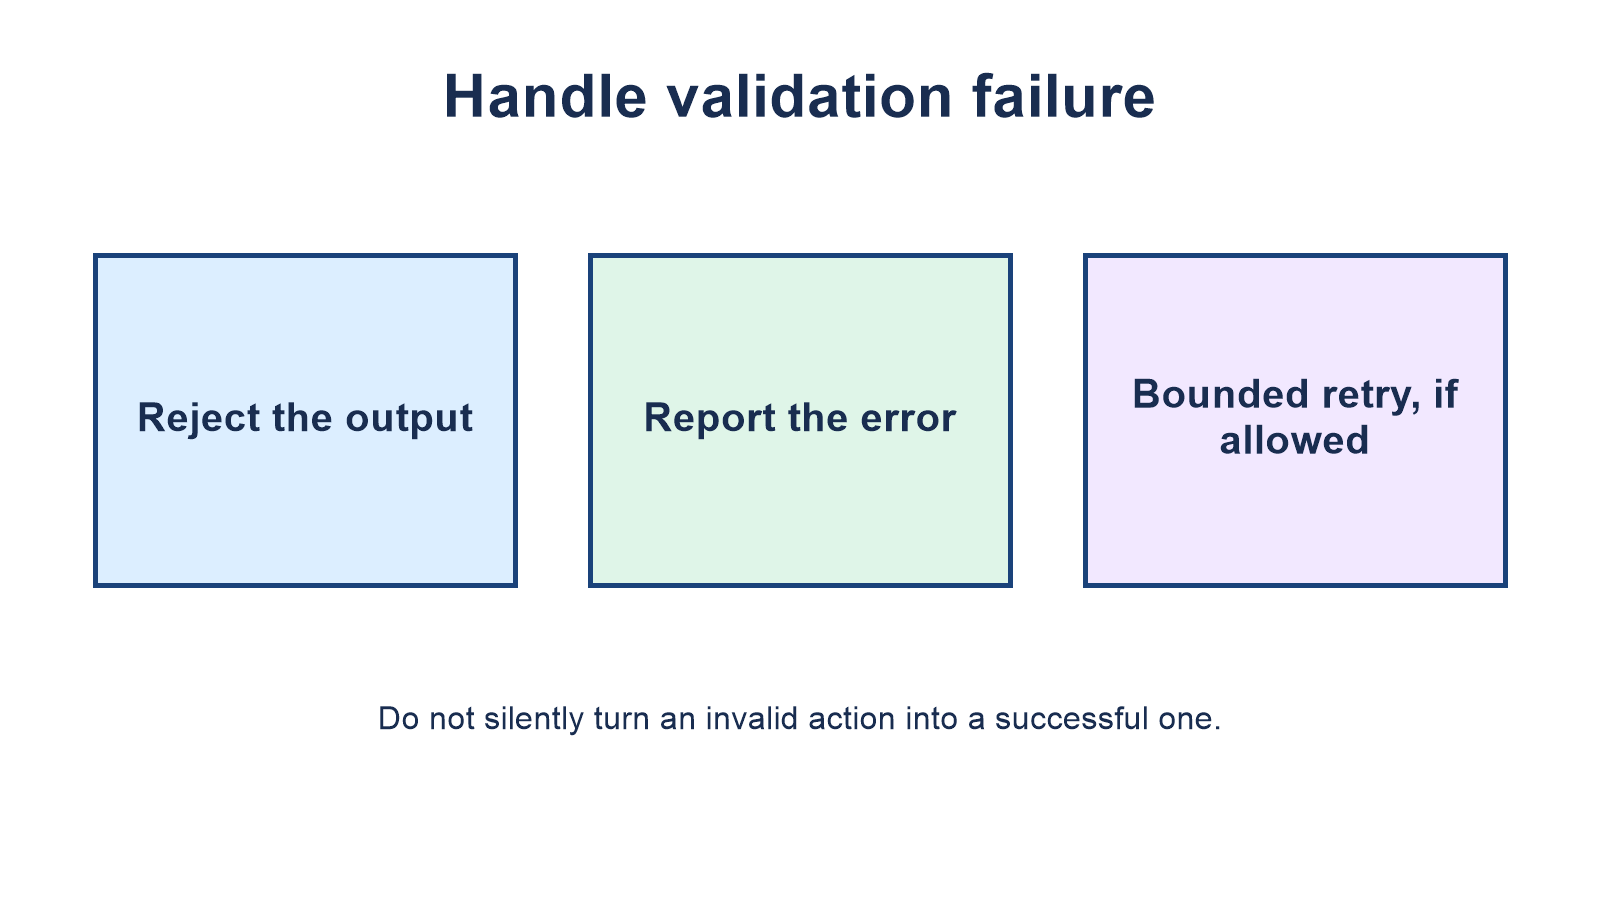 Handle validation failure
Reject the output
Report the error
Bounded retry, if
allowed
Do not silently turn an invalid action into a successful one.